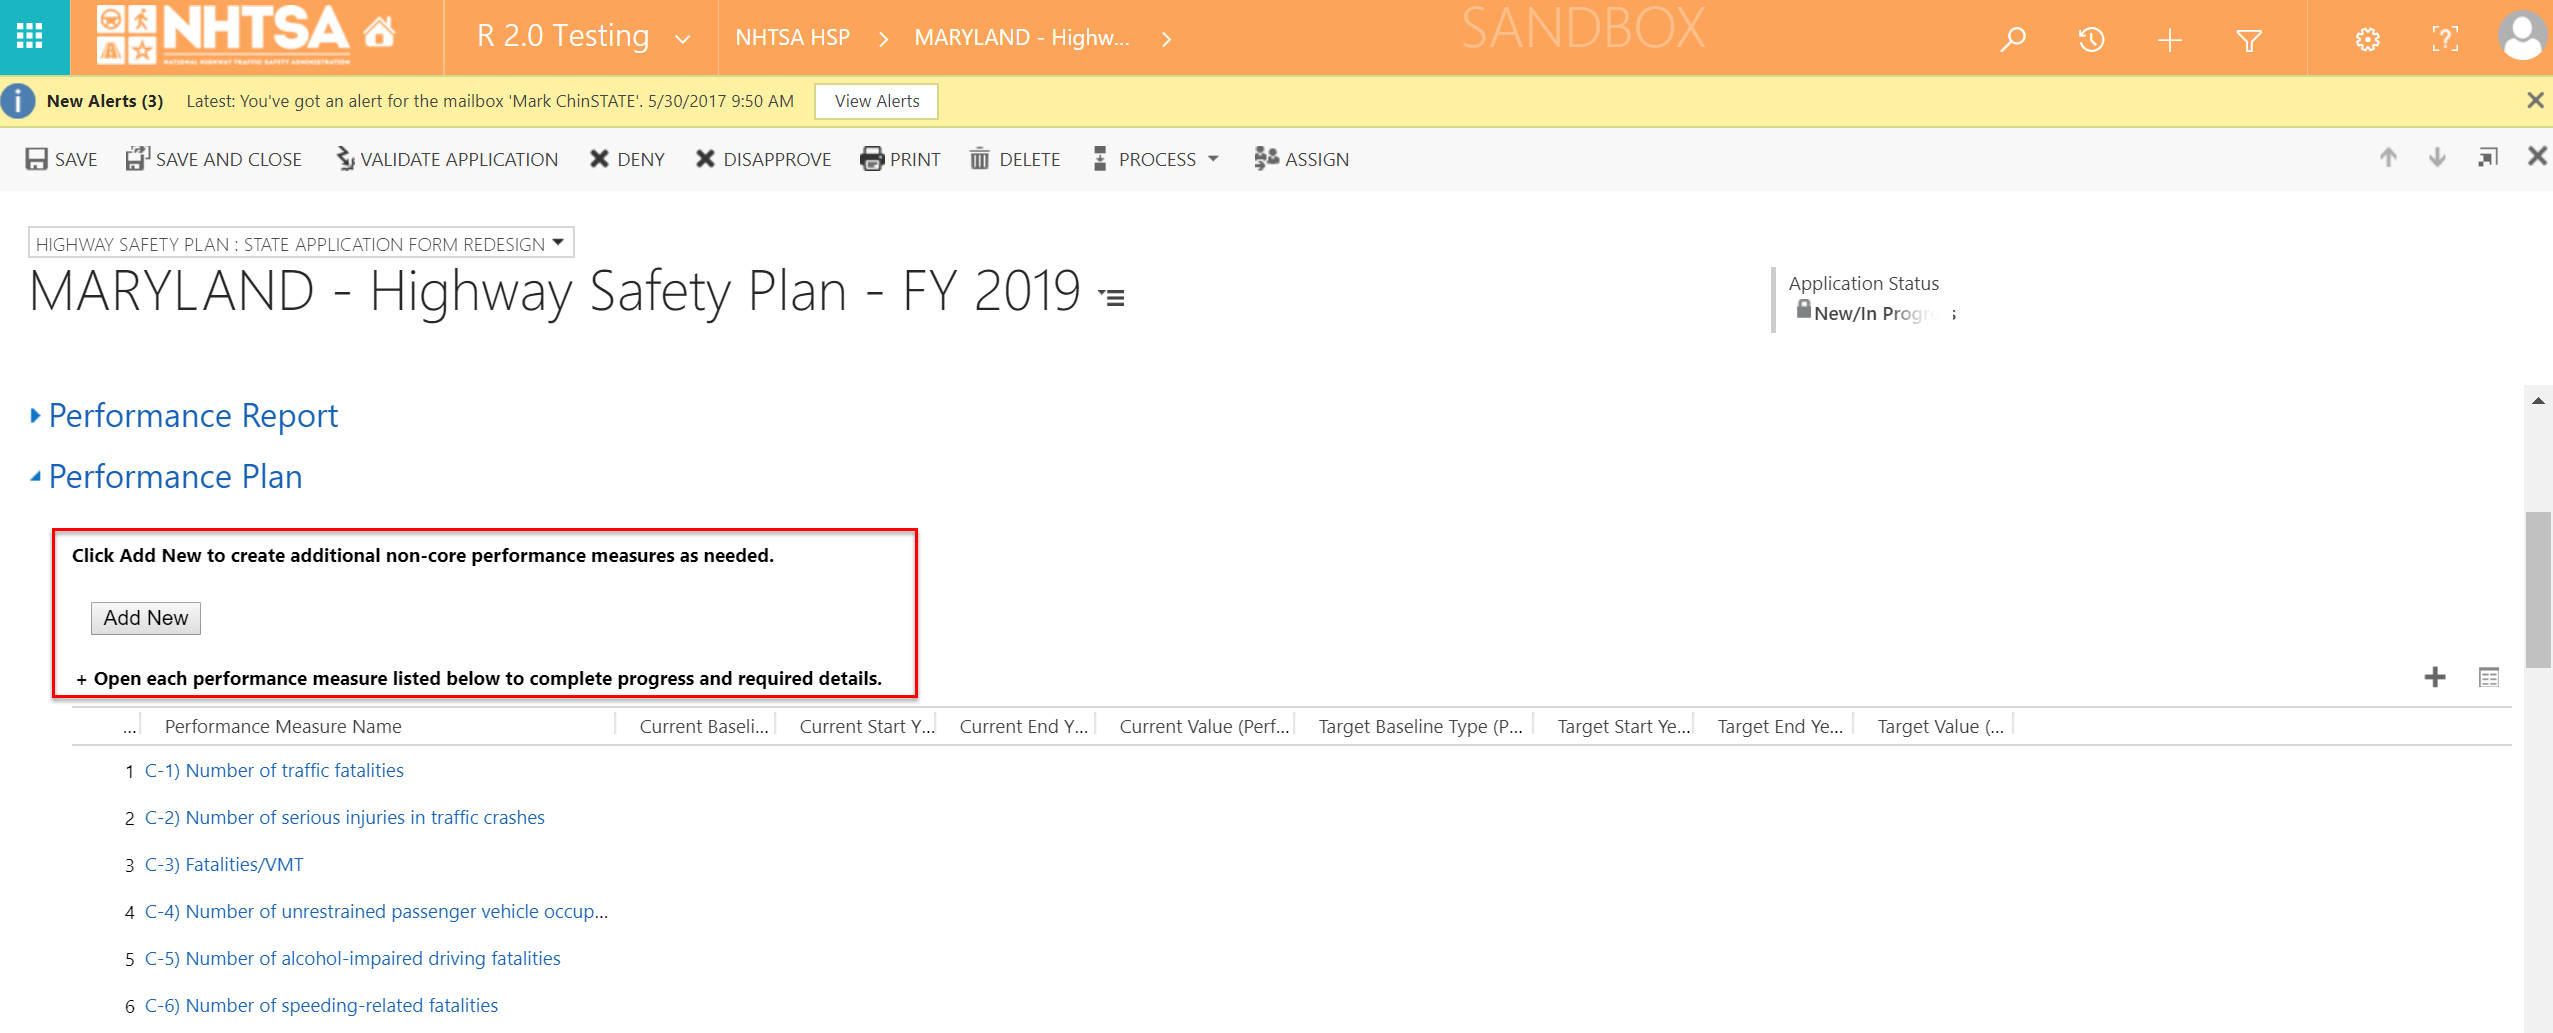 NHTSA
NATIONAL HIGHWAY TRAFFIC SAFETY ADMINISTRATION
R 2.0 Testing
NHTSA HSP
MARYLAND - Highw...
SANDBOX
New Alerts (3) Latest: You've got an alert for the mailbox 'Mark ChinSTATE'. 5/30/2017 9:50 AM View Alerts
SAVE SAVE AND CLOSE VALIDATE APPLICATION DENY DISAPPROVE PRINT DELETE PROCESS ASSIGN
HIGHWAY SAFETY PLAN : STATE APPLICATION FORM REDESIGN
MARYLAND - Highway Safety Plan - FY 2019
Application Status
New/In Progress
Performance Report
Performance Plan
Click Add New to create additional non-core performance measures as needed.
Add New
+ Open each performance measure listed below to complete progress and required details.
... Performance Measure Name Current Baseli... Current Start Y... Current End Y... Current Value (Perf... Target Baseline Type (P... Target Start Ye... Target End Ye... Target Value (...
1 C-1) Number of traffic fatalities
2 C-2) Number of serious injuries in traffic crashes
3 C-3) Fatalities/VMT
4 C-4) Number of unrestrained passenger vehicle occup...
5 C-5) Number of alcohol-impaired driving fatalities
6 C-6) Number of speeding-related fatalities